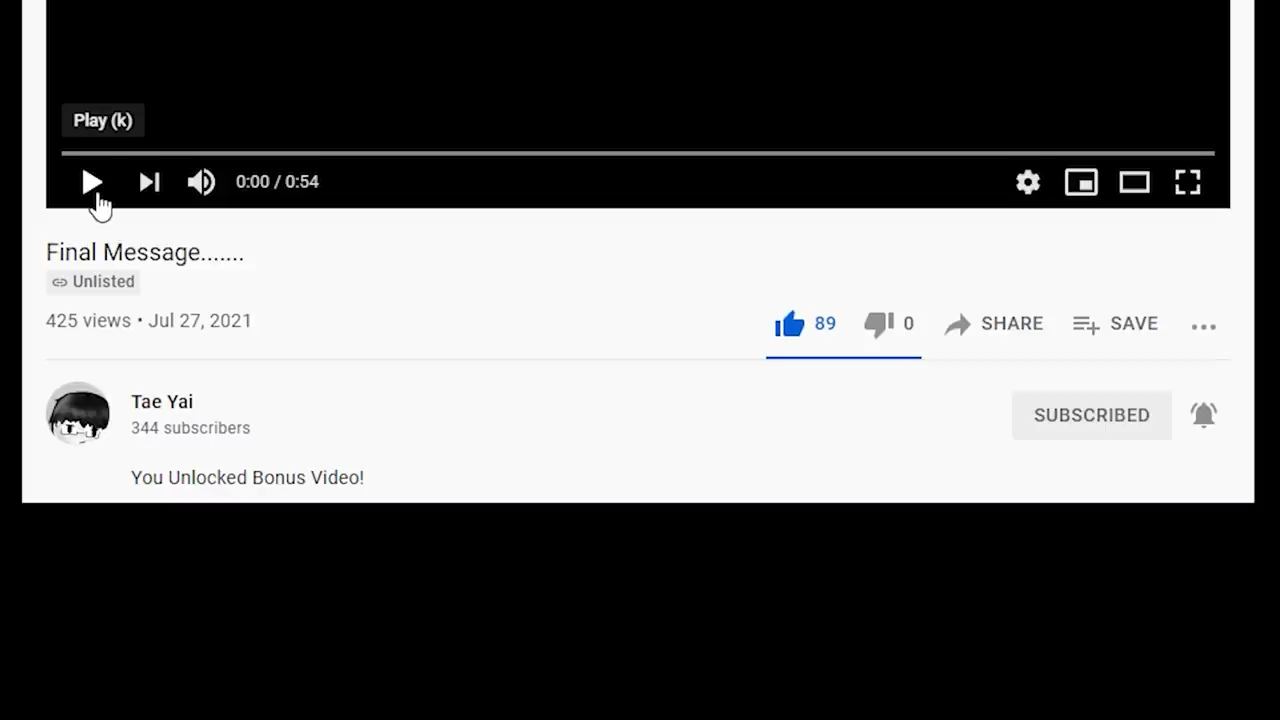 Play (k)
0:00 / 0:54
Final Message.......
Unlisted
425 views • Jul 27, 2021
89 0 SHARE SAVE
Tae Yai
344 subscribers
SUBSCRIBED
You Unlocked Bonus Video!